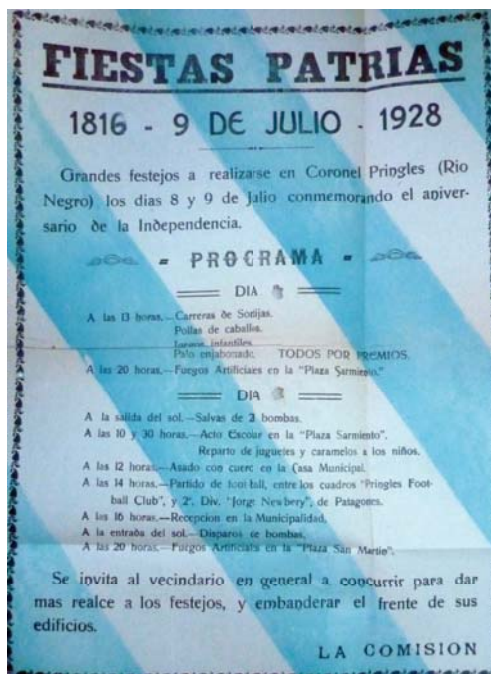 FIESTAS PATRIAS
1816 - 9 DE JULIO - 1928
Grandes festejos a realizarse en Coronel Pringles (Rio
Negro) los dias 8 y 9 de Julio conmemorando el aniver-
sario de la Independencia.
- PROGRAMA -
DIA
A las 13 horas.—Carreras de Sortijas.
Pollas de caballos.
Juegos infantiles.
Palo enjabonado. TODOS POR PREMIOS.
A las 20 horas.—Fuegos Artificiaes en la "Plaza Sarmiento."
DIA
A la salida del sol.—Salvas de 3 bombas.
A las 10 y 30 horas.—Acto Escolar en la "Plaza Sarmiento".
Reparto de juguetes y caramelos a los niños.
A las 12 horas.—Asado con cuero en la Casa Municipal.
A las 14 horas.—Partido de foot ball, entre los cuadros "Pringles Foot-
ball Club", y 2ª. Div. "Jorge Newbery", de Patagones.
A las 16 horas.—Recepcion en la Municipalidad.
A la entrada del sol.—Disparos de bombas.
A las 20 horas.—Fuegos Artificiales en la "Plaza San Martin".
Se invita al vecindario en general a concurrir para dar
mas realce a los festejos, y embanderar el frente de sus
edificios.
LA COMISION